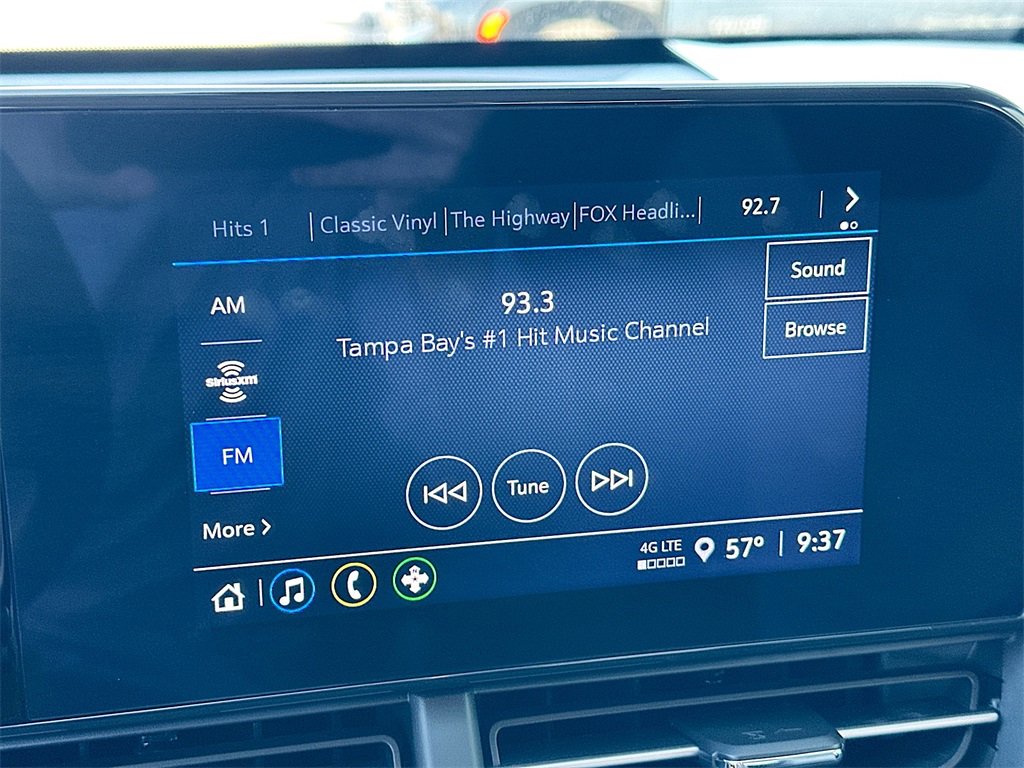 Hits 1 Classic Vinyl The Highway FOX Headli... 92.7
Sound
AM
93.3
Browse
Tampa Bay's #1 Hit Music Channel
SiriusXM
FM
Tune
More
4G LTE
57° 9:37